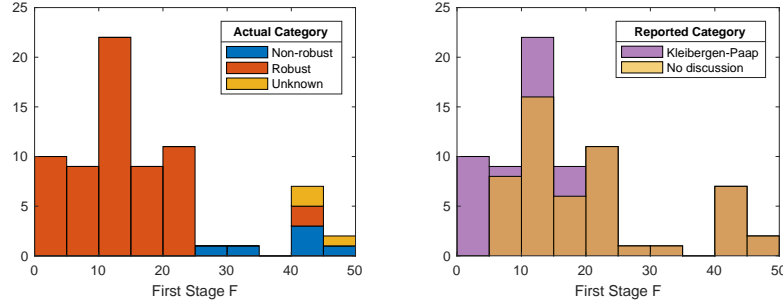 25
20
15
10
5
0
0 10 20 30 40 50
First Stage F
Actual Category
Non-robust
Robust
Unknown
25
20
15
10
5
0
0 10 20 30 40 50
First Stage F
Reported Category
Kleibergen-Paap
No discussion